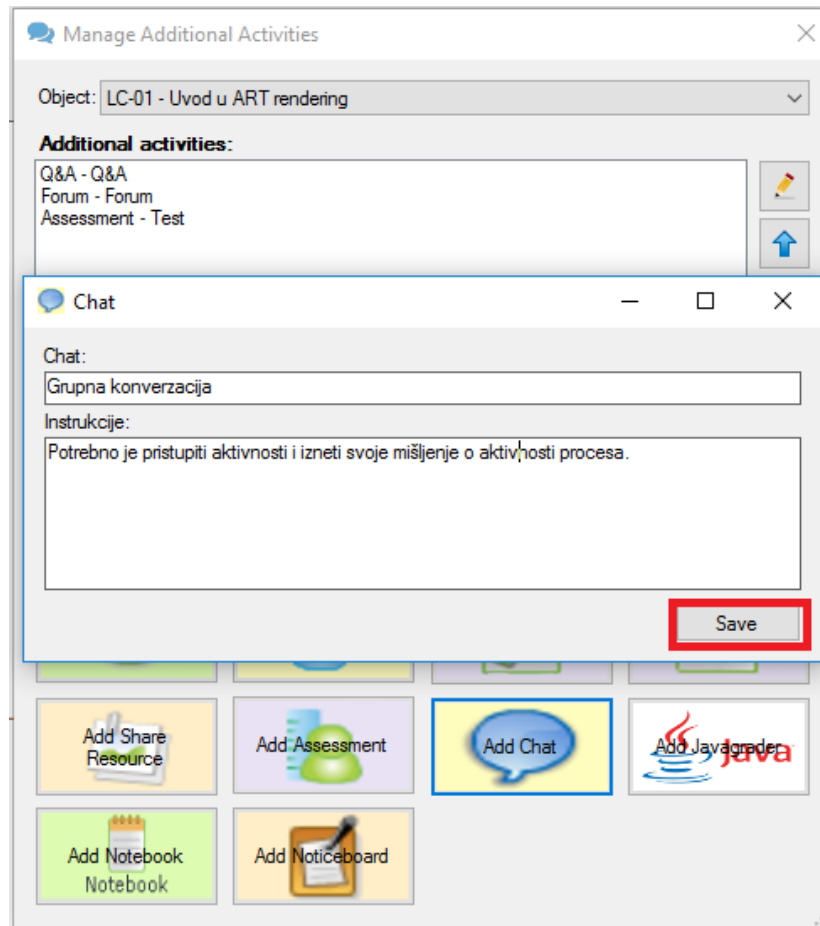 Manage Additional Activities
Object: LC-01 - Uvod u ART rendering
Additional activities:
Q&A - Q&A
Forum - Forum
Assessment - Test
Chat
Chat:
Grupna konverzacija
Instrukcije:
Potrebno je pristupiti aktivnosti i izneti svoje mišljenje o aktivnosti procesa.
Save
Add Share
Resource
Add Assessment
Add Chat
Add Javagrader
Java
Add Notebook
Notebook
Add Noticeboard